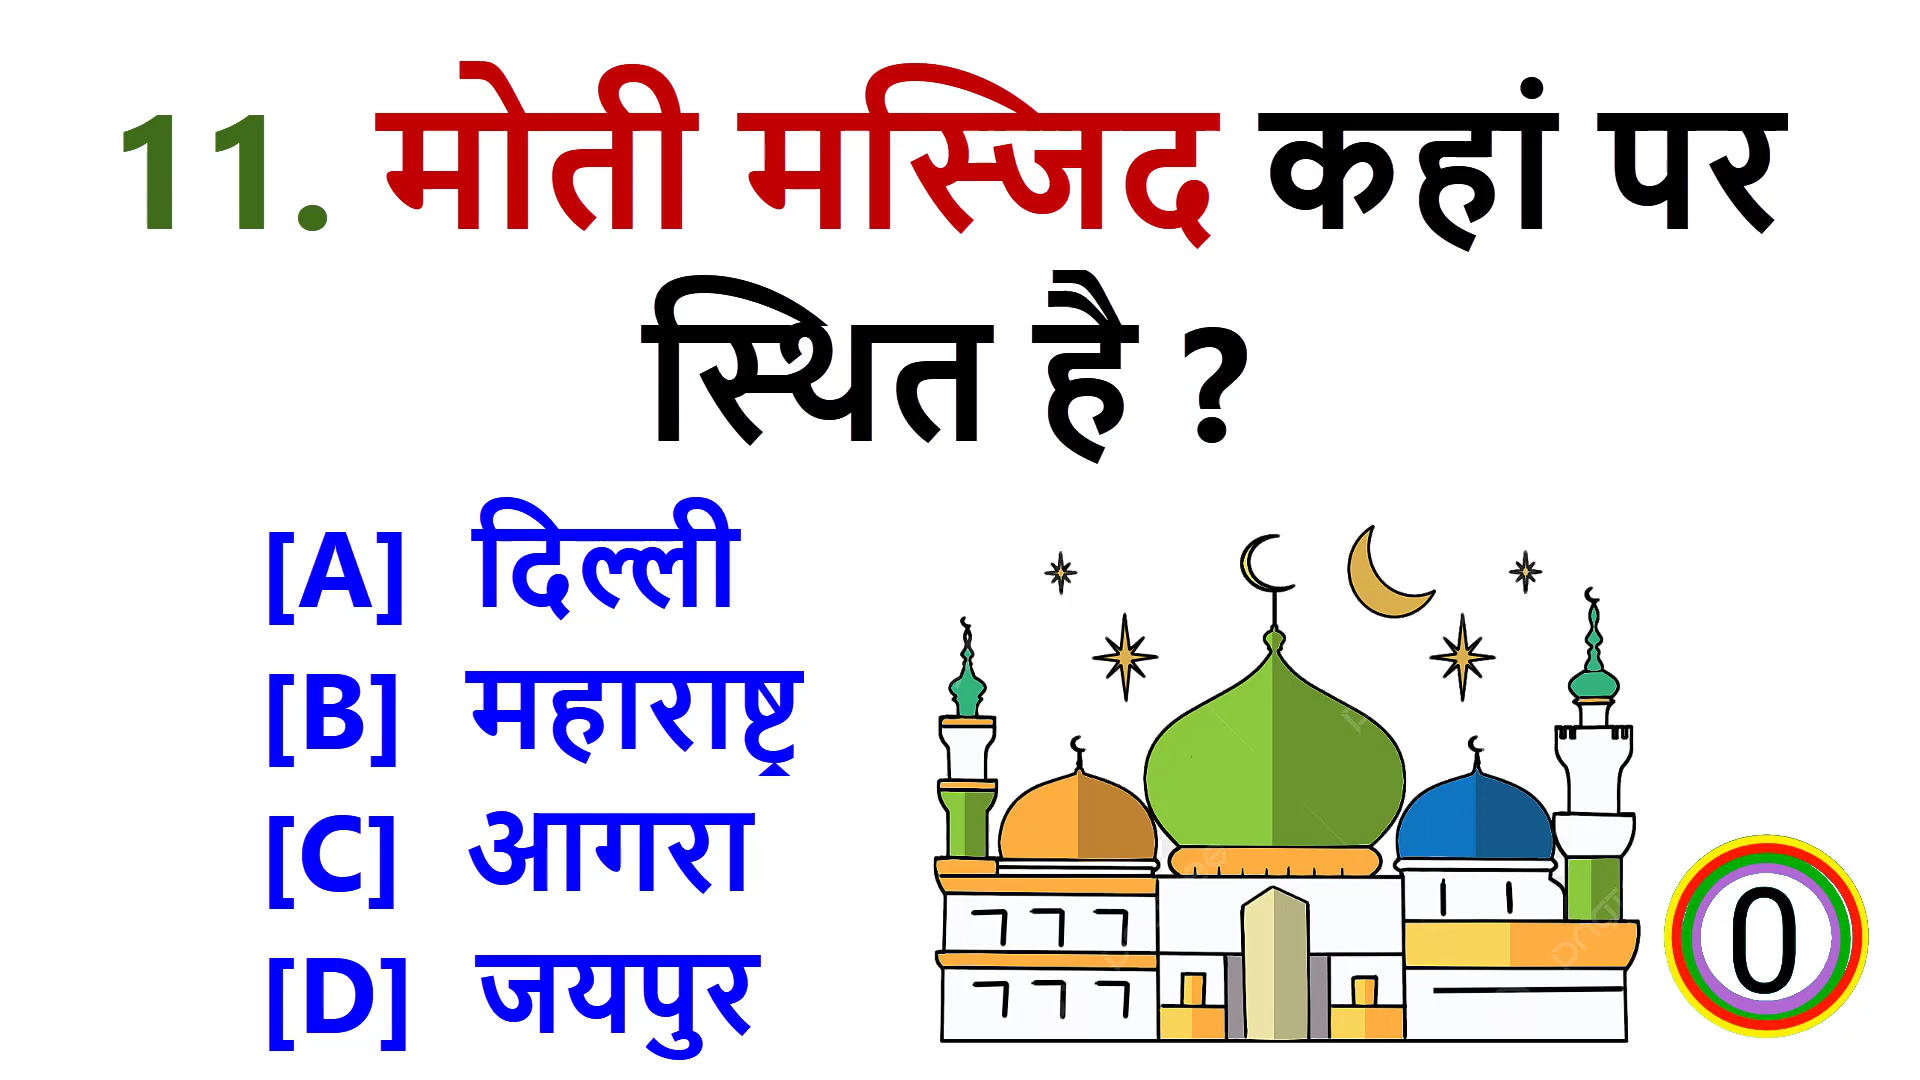 11. मोती मस्जिद कहां पर
स्थित है ?
[A] दिल्ली
[B] महाराष्ट्र
[C] आगरा
[D] जयपुर
0